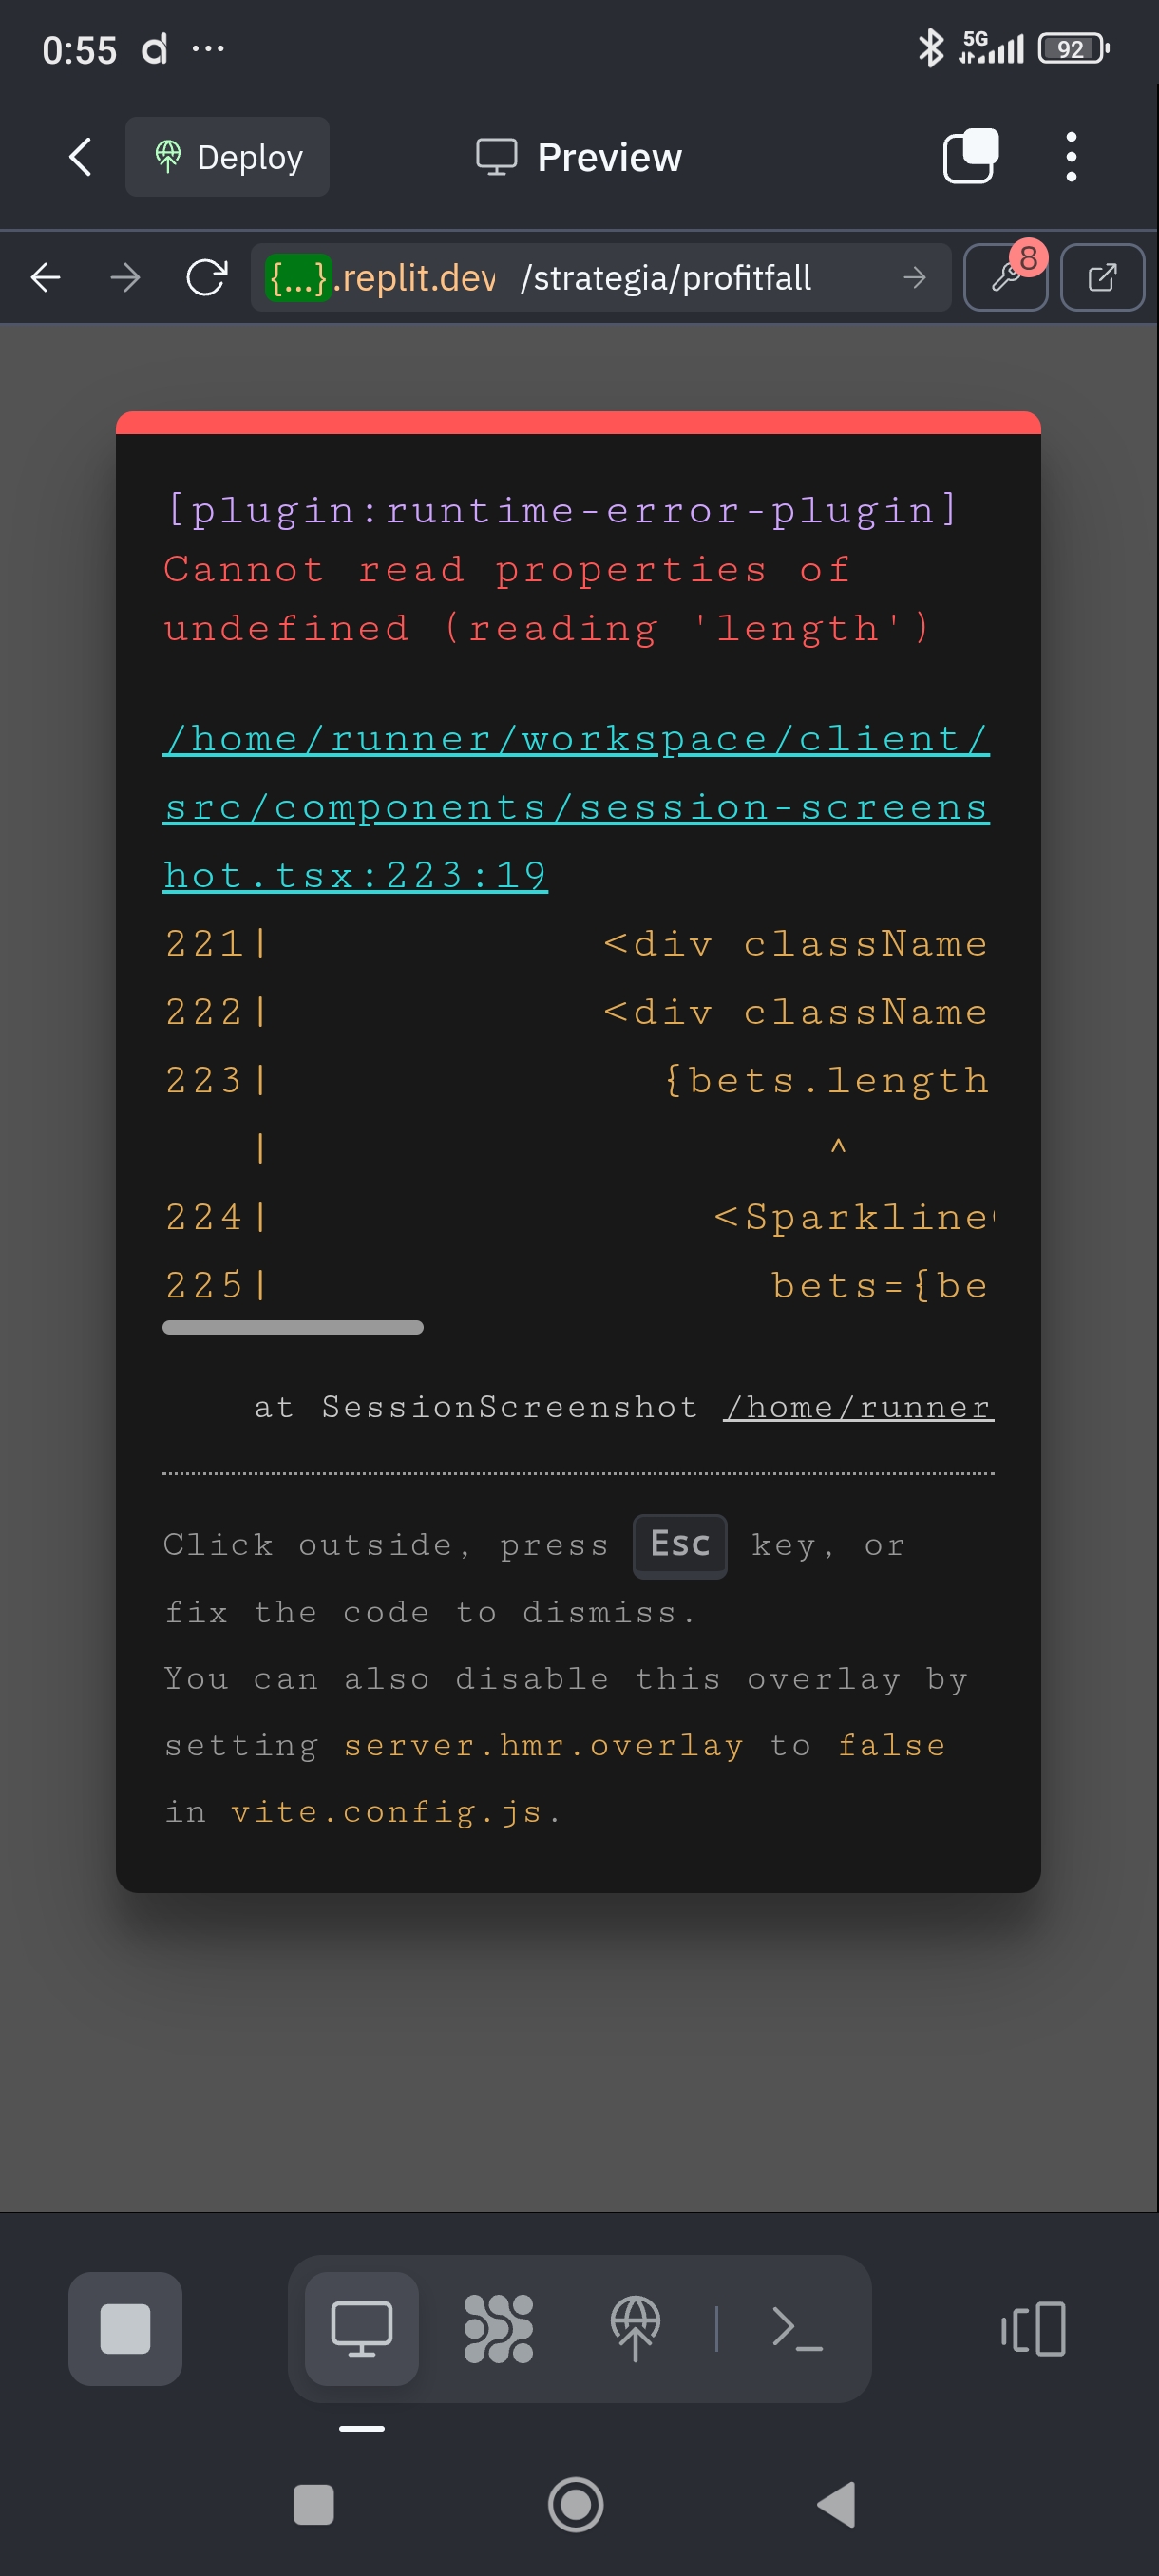 0:55 d ...
5G 92
Deploy
Preview
{...}.replit.dev /strategia/profitfall
8
[plugin:runtime-error-plugin]
Cannot read properties of
undefined (reading 'length')
/home/runner/workspace/client/
src/components/session-screens
hot.tsx:223:19
221| <div className
222| <div className
223| {bets.length
| ^
224| <Sparkline
225| bets={be
at SessionScreenshot /home/runner
Click outside, press Esc key, or
fix the code to dismiss.
You can also disable this overlay by
setting server.hmr.overlay to false
in vite.config.js.